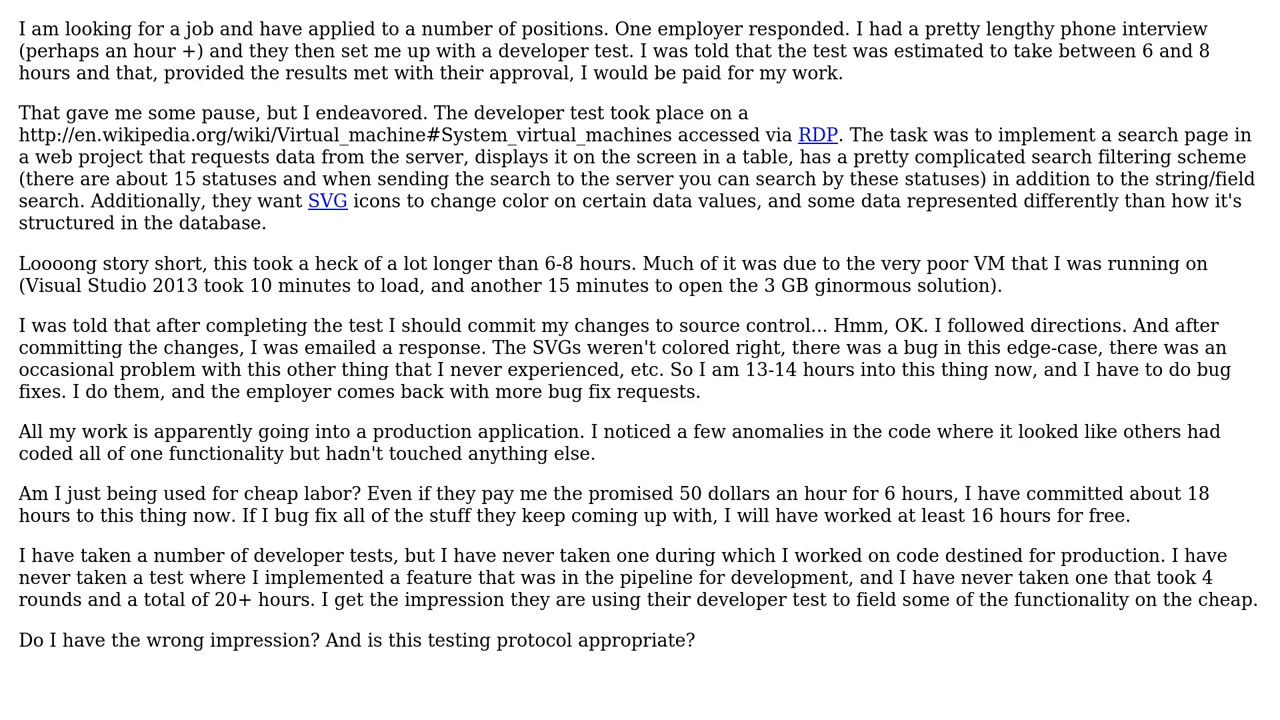 I am looking for a job and have applied to a number of positions. One employer responded. I had a pretty lengthy phone interview
(perhaps an hour +) and they then set me up with a developer test. I was told that the test was estimated to take between 6 and 8
hours and that, provided the results met with their approval, I would be paid for my work.
That gave me some pause, but I endeavored. The developer test took place on a
http://en.wikipedia.org/wiki/Virtual_machine#System_virtual_machines accessed via RDP. The task was to implement a search page in
a web project that requests data from the server, displays it on the screen in a table, has a pretty complicated search filtering scheme
(there are about 15 statuses and when sending the search to the server you can search by these statuses) in addition to the string/field
search. Additionally, they want SVG icons to change color on certain data values, and some data represented differently than how it's
structured in the database.
Loooong story short, this took a heck of a lot longer than 6-8 hours. Much of it was due to the very poor VM that I was running on
(Visual Studio 2013 took 10 minutes to load, and another 15 minutes to open the 3 GB ginormous solution).
I was told that after completing the test I should commit my changes to source control... Hmm, OK. I followed directions. And after
committing the changes, I was emailed a response. The SVGs weren't colored right, there was a bug in this edge-case, there was an
occasional problem with this other thing that I never experienced, etc. So I am 13-14 hours into this thing now, and I have to do bug
fixes. I do them, and the employer comes back with more bug fix requests.
All my work is apparently going into a production application. I noticed a few anomalies in the code where it looked like others had
coded all of one functionality but hadn't touched anything else.
Am I just being used for cheap labor? Even if they pay me the promised 50 dollars an hour for 6 hours, I have committed about 18
hours to this thing now. If I bug fix all of the stuff they keep coming up with, I will have worked at least 16 hours for free.
I have taken a number of developer tests, but I have never taken one during which I worked on code destined for production. I have
never taken a test where I implemented a feature that was in the pipeline for development, and I have never taken one that took 4
rounds and a total of 20+ hours. I get the impression they are using their developer test to field some of the functionality on the cheap.
Do I have the wrong impression? And is this testing protocol appropriate?